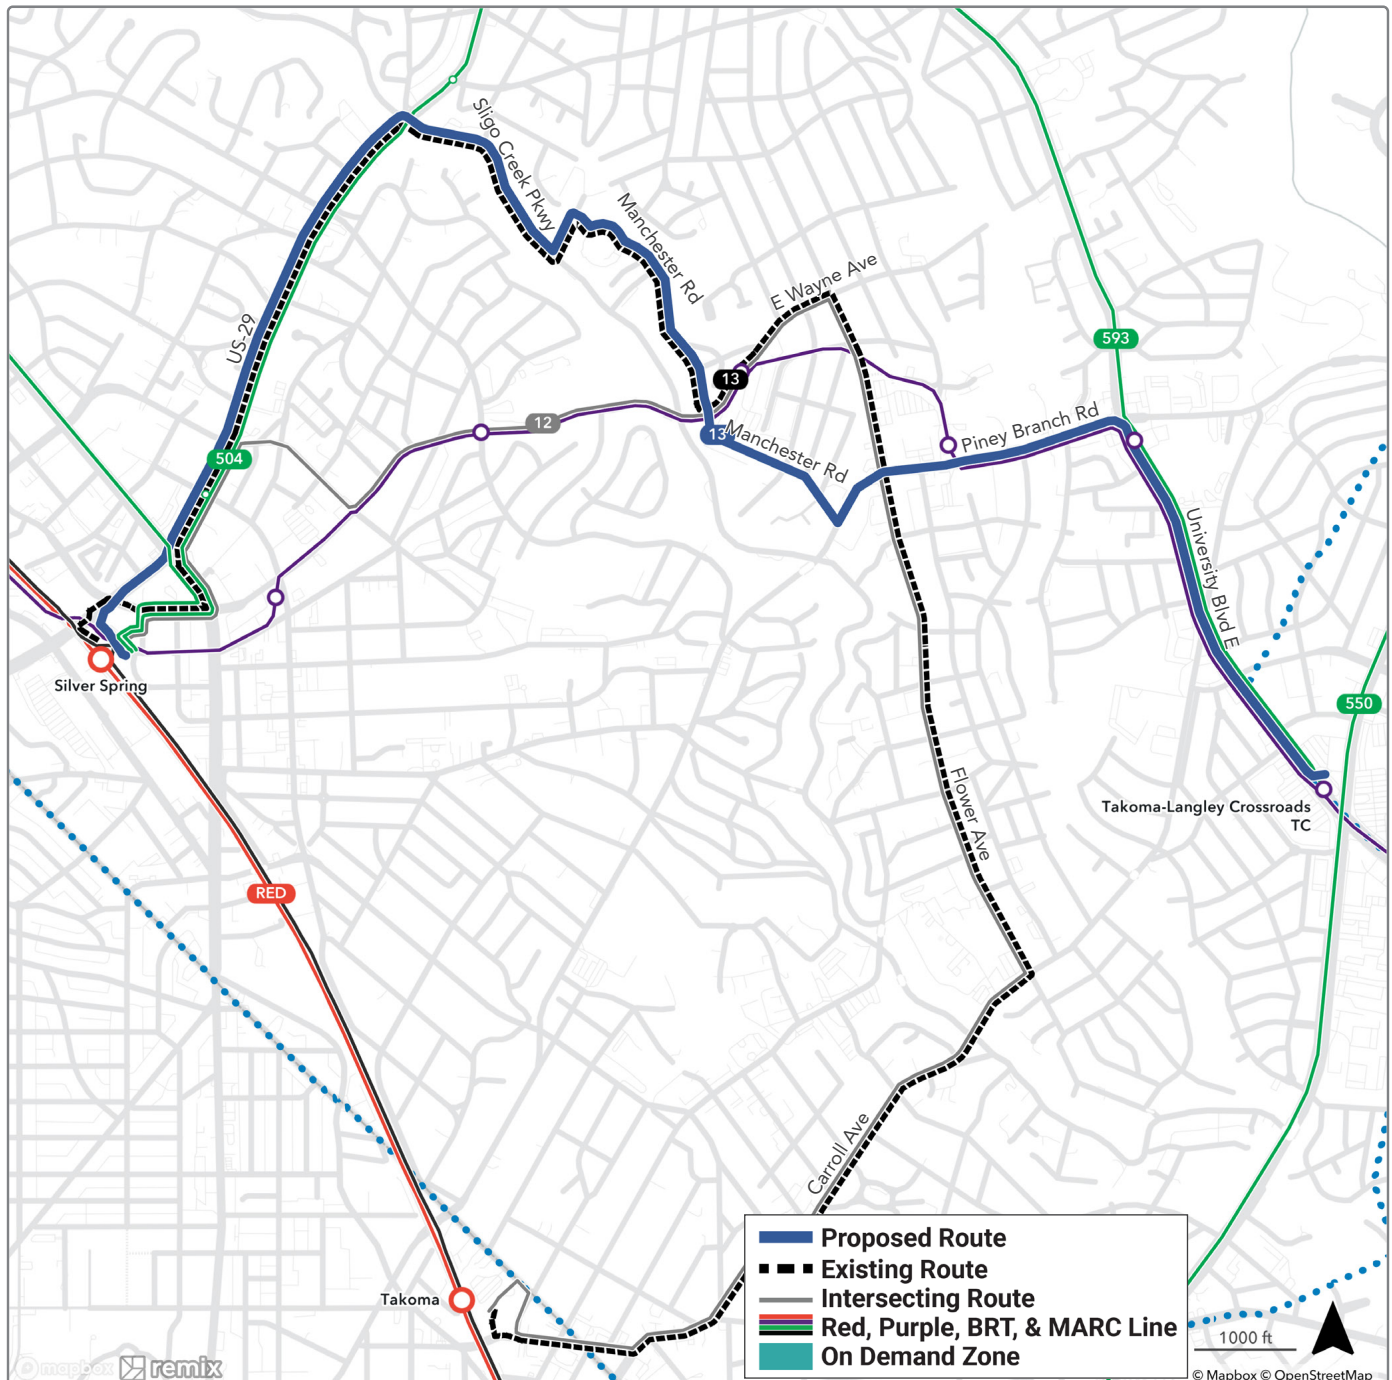 Sligo Creek Pkwy
Manchester Rd
E Wayne Ave
US-29
593
13
12
13
Manchester Rd
Piney Branch Rd
504
University Blvd E
Silver Spring
550
Flower Ave
Takoma-Langley Crossroads
TC
RED
Carroll Ave
Takoma
Proposed Route
Existing Route
Intersecting Route
Red, Purple, BRT, & MARC Line
On Demand Zone
1000 ft
mapbox remix
© Mapbox © OpenStreetMap